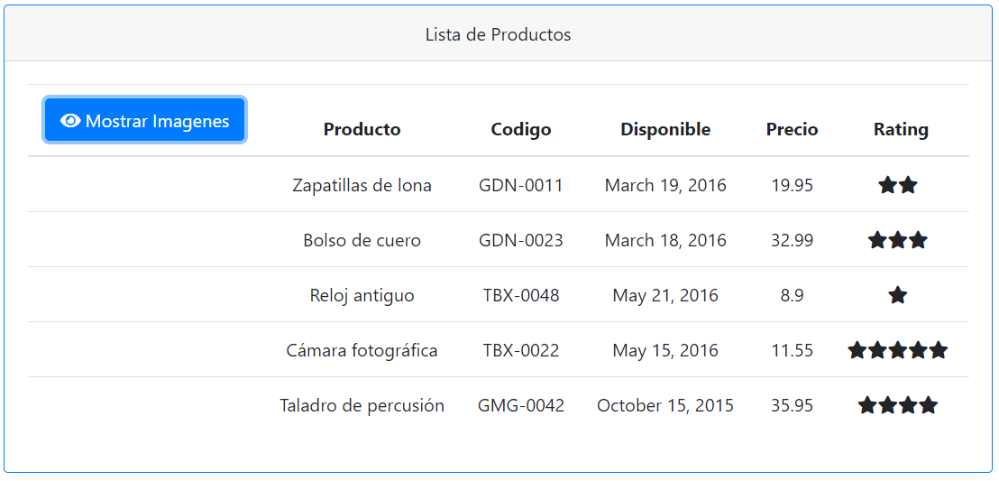 Lista de Productos
Mostrar Imagenes Producto Codigo Disponible Precio Rating
Zapatillas de lona GDN-0011 March 19, 2016 19.95
Bolso de cuero GDN-0023 March 18, 2016 32.99
Reloj antiguo TBX-0048 May 21, 2016 8.9
Cámara fotográfica TBX-0022 May 15, 2016 11.55
Taladro de percusión GMG-0042 October 15, 2015 35.95